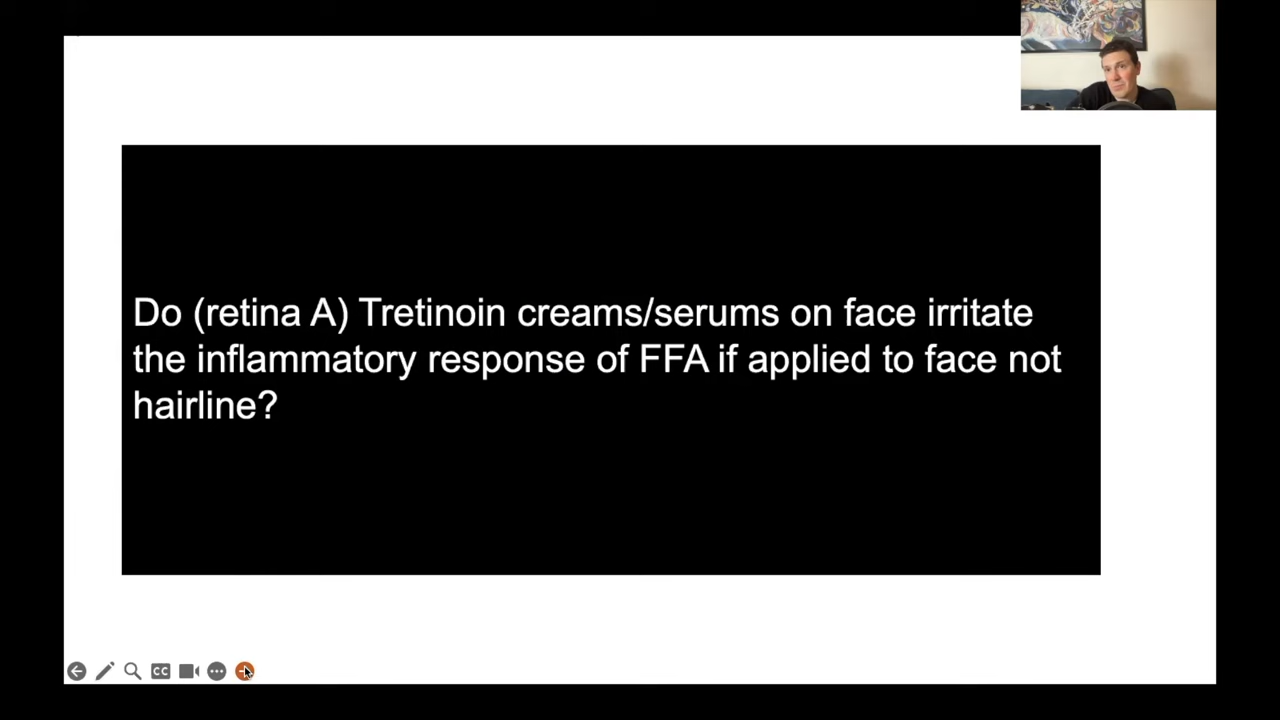 Do (retina A) Tretinoin creams/serums on face irritate
the inflammatory response of FFA if applied to face not
hairline?
CC